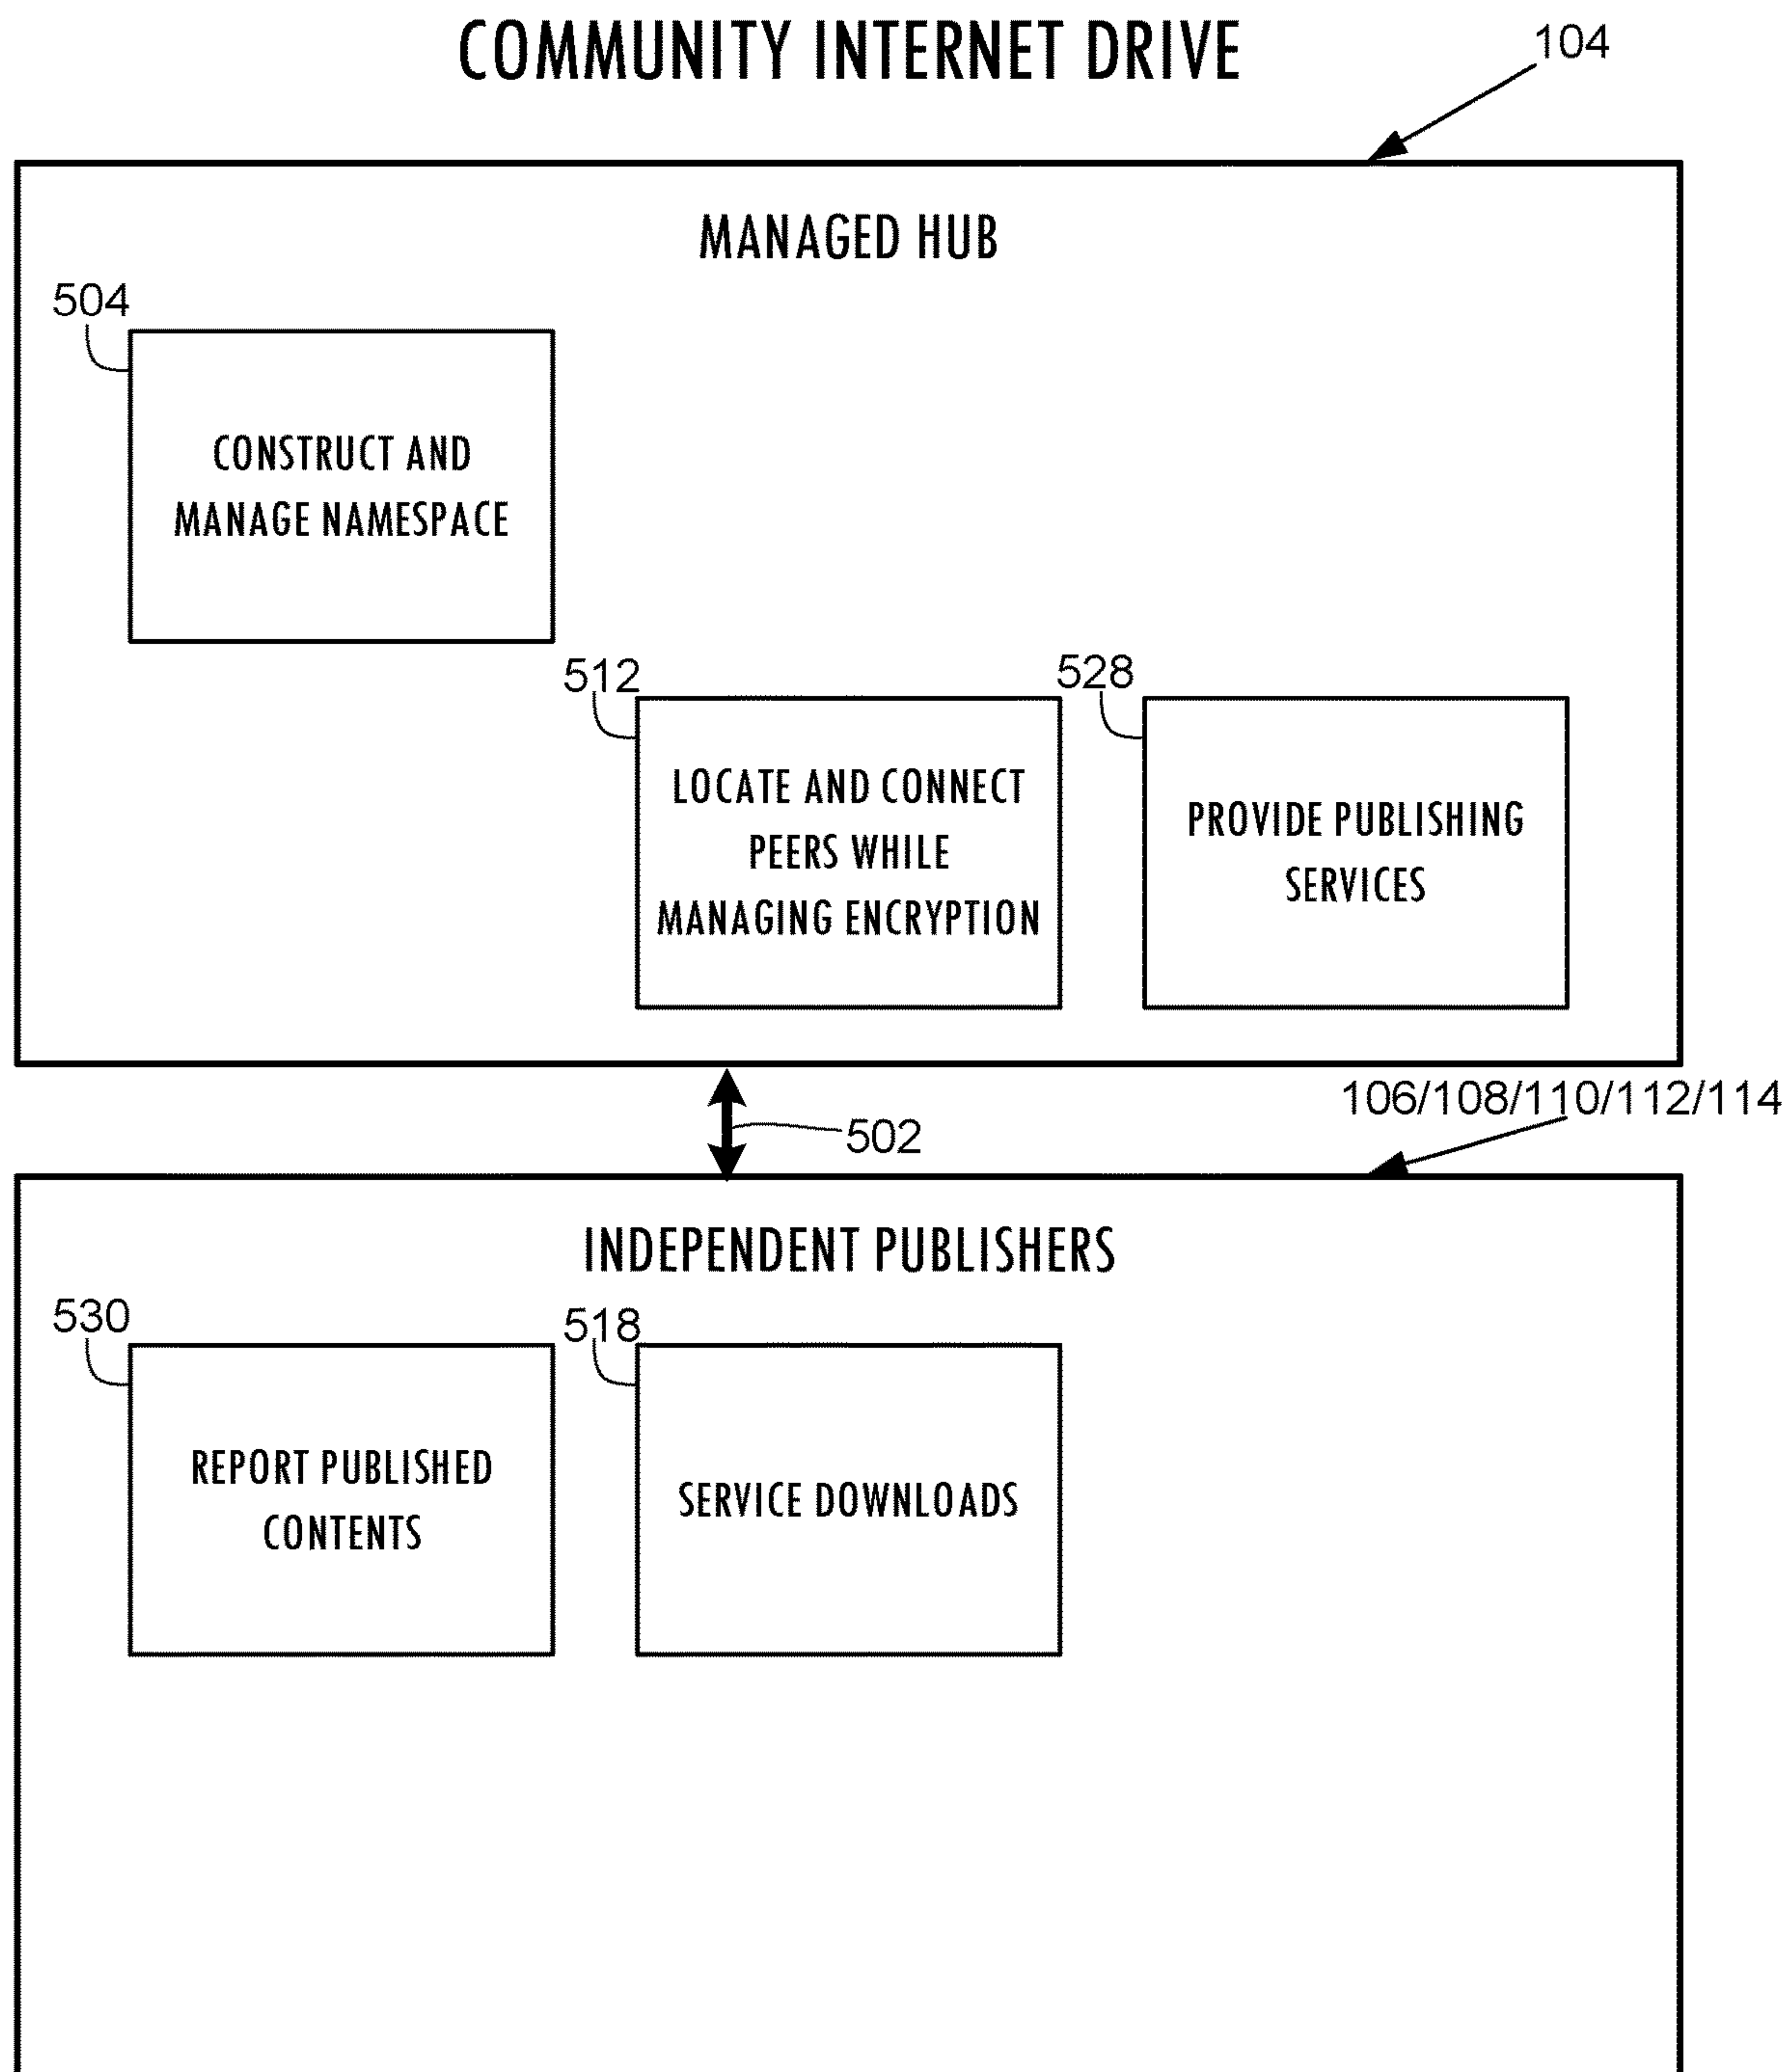 COMMUNITY INTERNET DRIVE
104
MANAGED HUB
504
CONSTRUCT AND
MANAGE NAMESPACE
512
LOCATE AND CONNECT
PEERS WHILE
MANAGING ENCRYPTION
528
PROVIDE PUBLISHING
SERVICES
106/108/110/112/114
502
INDEPENDENT PUBLISHERS
530
REPORT PUBLISHED
CONTENTS
518
SERVICE DOWNLOADS